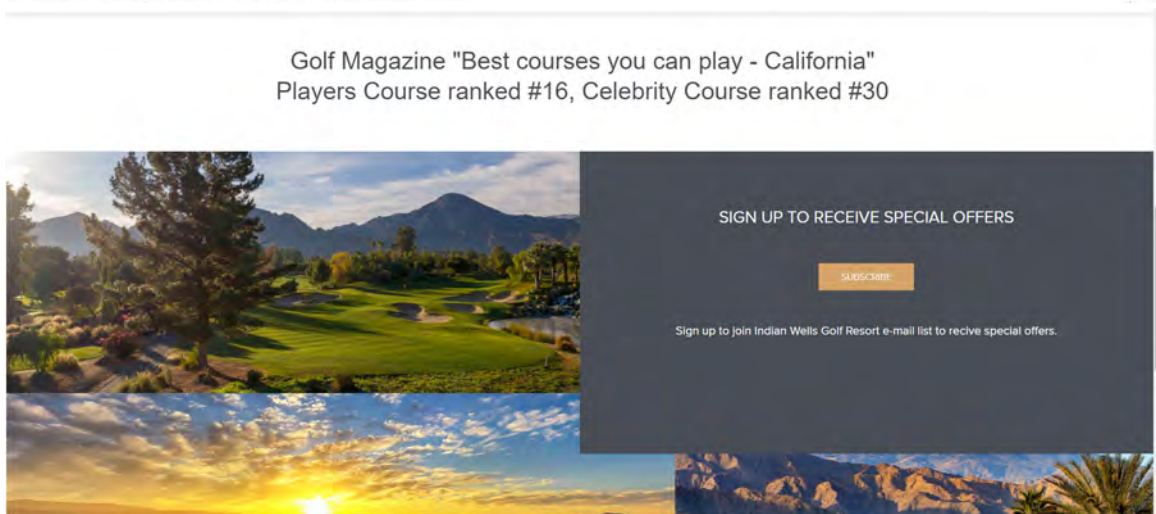 Golf Magazine "Best courses you can play - California"
Players Course ranked #16, Celebrity Course ranked #30
SIGN UP TO RECEIVE SPECIAL OFFERS
SUBSCRIBE
Sign up to join Indian Wells Golf Resort e-mail list to recive special offers.